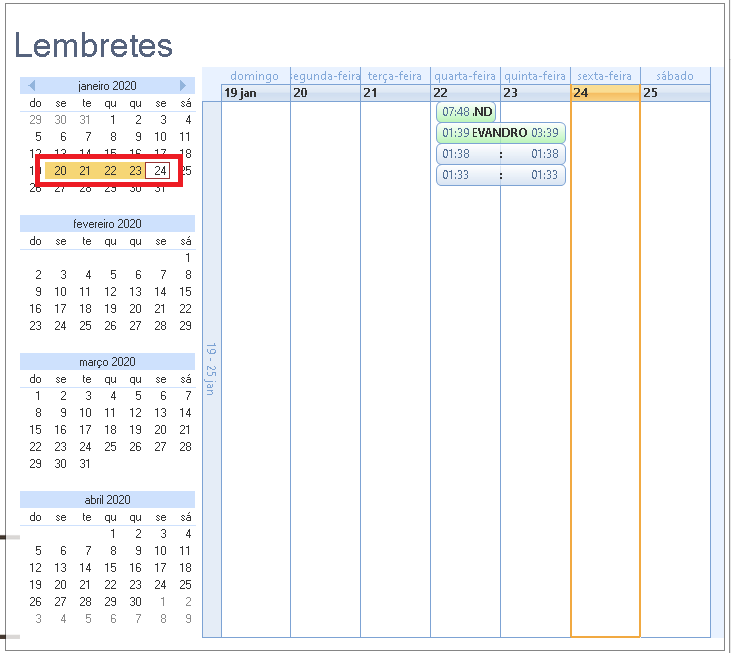 Lembretes
janeiro 2020
do se te qu qu se sá
29 30 31 1 2 3 4
5 6 7 8 9 10 11
12 13 14 15 16 17 18
19 20 21 22 23 24 25
26 27 28 29 30 31
fevereiro 2020
do se te qu qu se sá
1
2 3 4 5 6 7 8
9 10 11 12 13 14 15
16 17 18 19 20 21 22
23 24 25 26 27 28 29
março 2020
do se te qu qu se sá
1 2 3 4 5 6 7
8 9 10 11 12 13 14
15 16 17 18 19 20 21
22 23 24 25 26 27 28
29 30 31
abril 2020
do se te qu qu se sá
1 2 3 4
5 6 7 8 9 10 11
12 13 14 15 16 17 18
19 20 21 22 23 24 25
26 27 28 29 30 1 2
3 4 5 6 7 8 9
domingo segunda-feira terça-feira quarta-feira quinta-feira sexta-feira sábado
19 jan 20 21 22 23 24 25
07:48
01:39 EVANDRO 03:39
01:38 : 01:38
01:33 : 01:33
19 - 25 jan